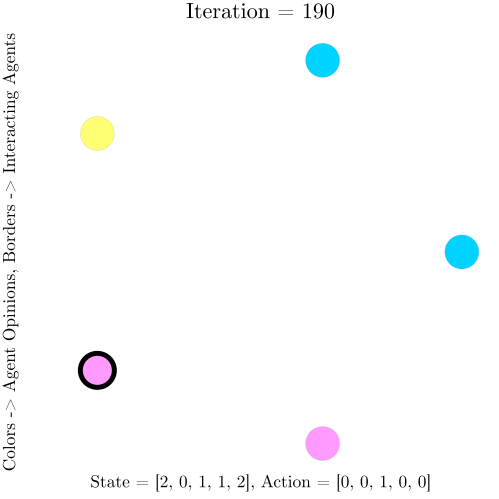 Iteration = 190
Colors -> Agent Opinions, Borders -> Interacting Agents
State = [2, 0, 1, 1, 2], Action = [0, 0, 1, 0, 0]